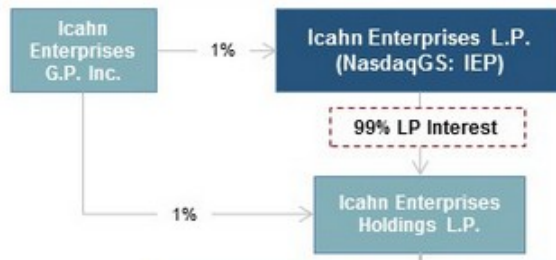 Icahn
Enterprises
G.P. Inc.
1%
Icahn Enterprises L.P.
(NasdaqGS: IEP)
99% LP Interest
1%
Icahn Enterprises
Holdings L.P.